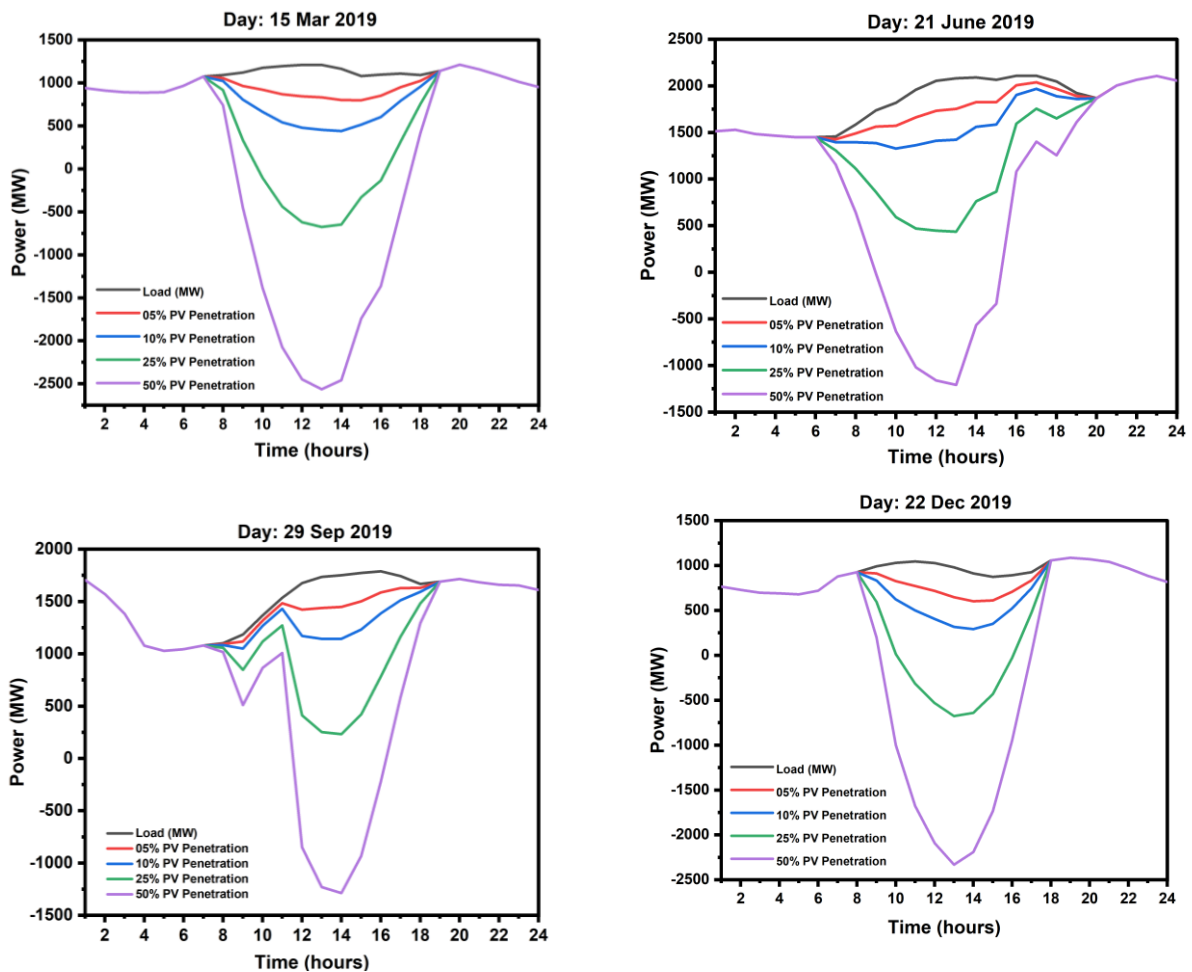 Day: 15 Mar 2019
1500
1000
500
0
-500
-1000
-1500
-2000
-2500
Power (MW)
Load (MW)
05% PV Penetration
10% PV Penetration
25% PV Penetration
50% PV Penetration
2 4 6 8 10 12 14 16 18 20 22 24
Time (hours)
Day: 21 June 2019
2500
2000
1500
1000
500
0
-500
-1000
-1500
Power (MW)
Load (MW)
05% PV Penetration
10% PV Penetration
25% PV Penetration
50% PV Penetration
2 4 6 8 10 12 14 16 18 20 22 24
Time (hours)
Day: 29 Sep 2019
2000
1500
1000
500
0
-500
-1000
-1500
Power (MW)
Load (MW)
05% PV Penetration
10% PV Penetration
25% PV Penetration
50% PV Penetration
2 4 6 8 10 12 14 16 18 20 22 24
Time (hours)
Day: 22 Dec 2019
1500
1000
500
0
-500
-1000
-1500
-2000
-2500
Power (MW)
Load (MW)
05% PV Penetration
10% PV Penetration
25% PV Penetration
50% PV Penetration
2 4 6 8 10 12 14 16 18 20 22 24
Time (hours)